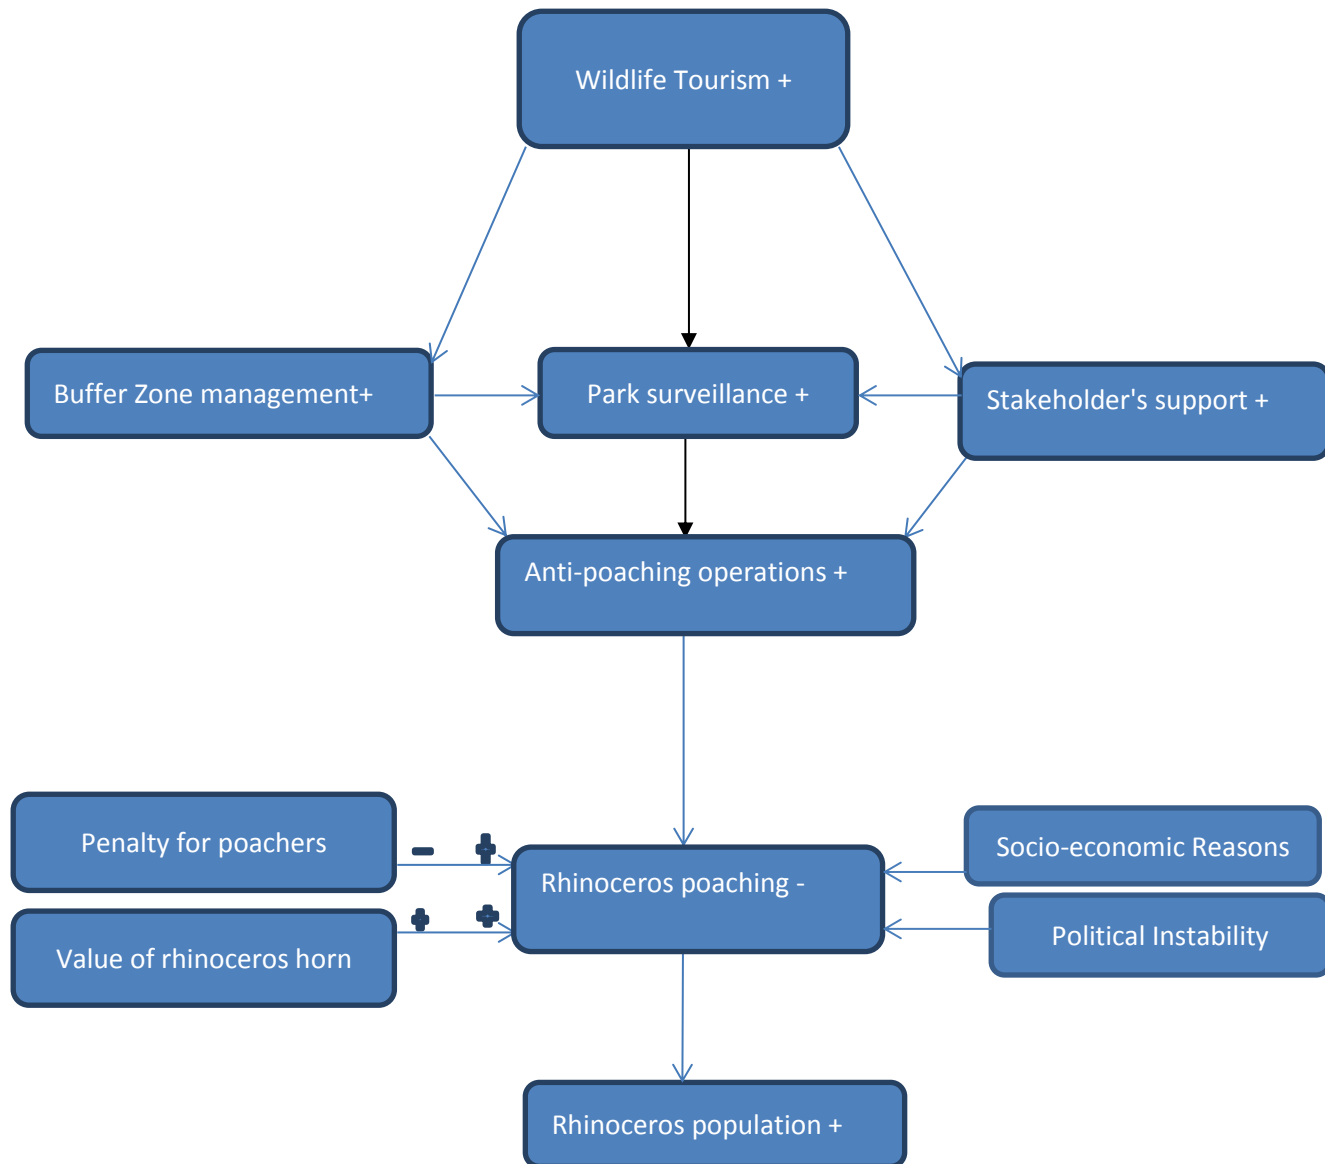 Wildlife Tourism +
Buffer Zone management+
Park surveillance +
Stakeholder's support +
Anti-poaching operations +
Penalty for poachers
- +
Socio-economic Reasons
Rhinoceros poaching -
Value of rhinoceros horn
+ +
Political Instability
Rhinoceros population +